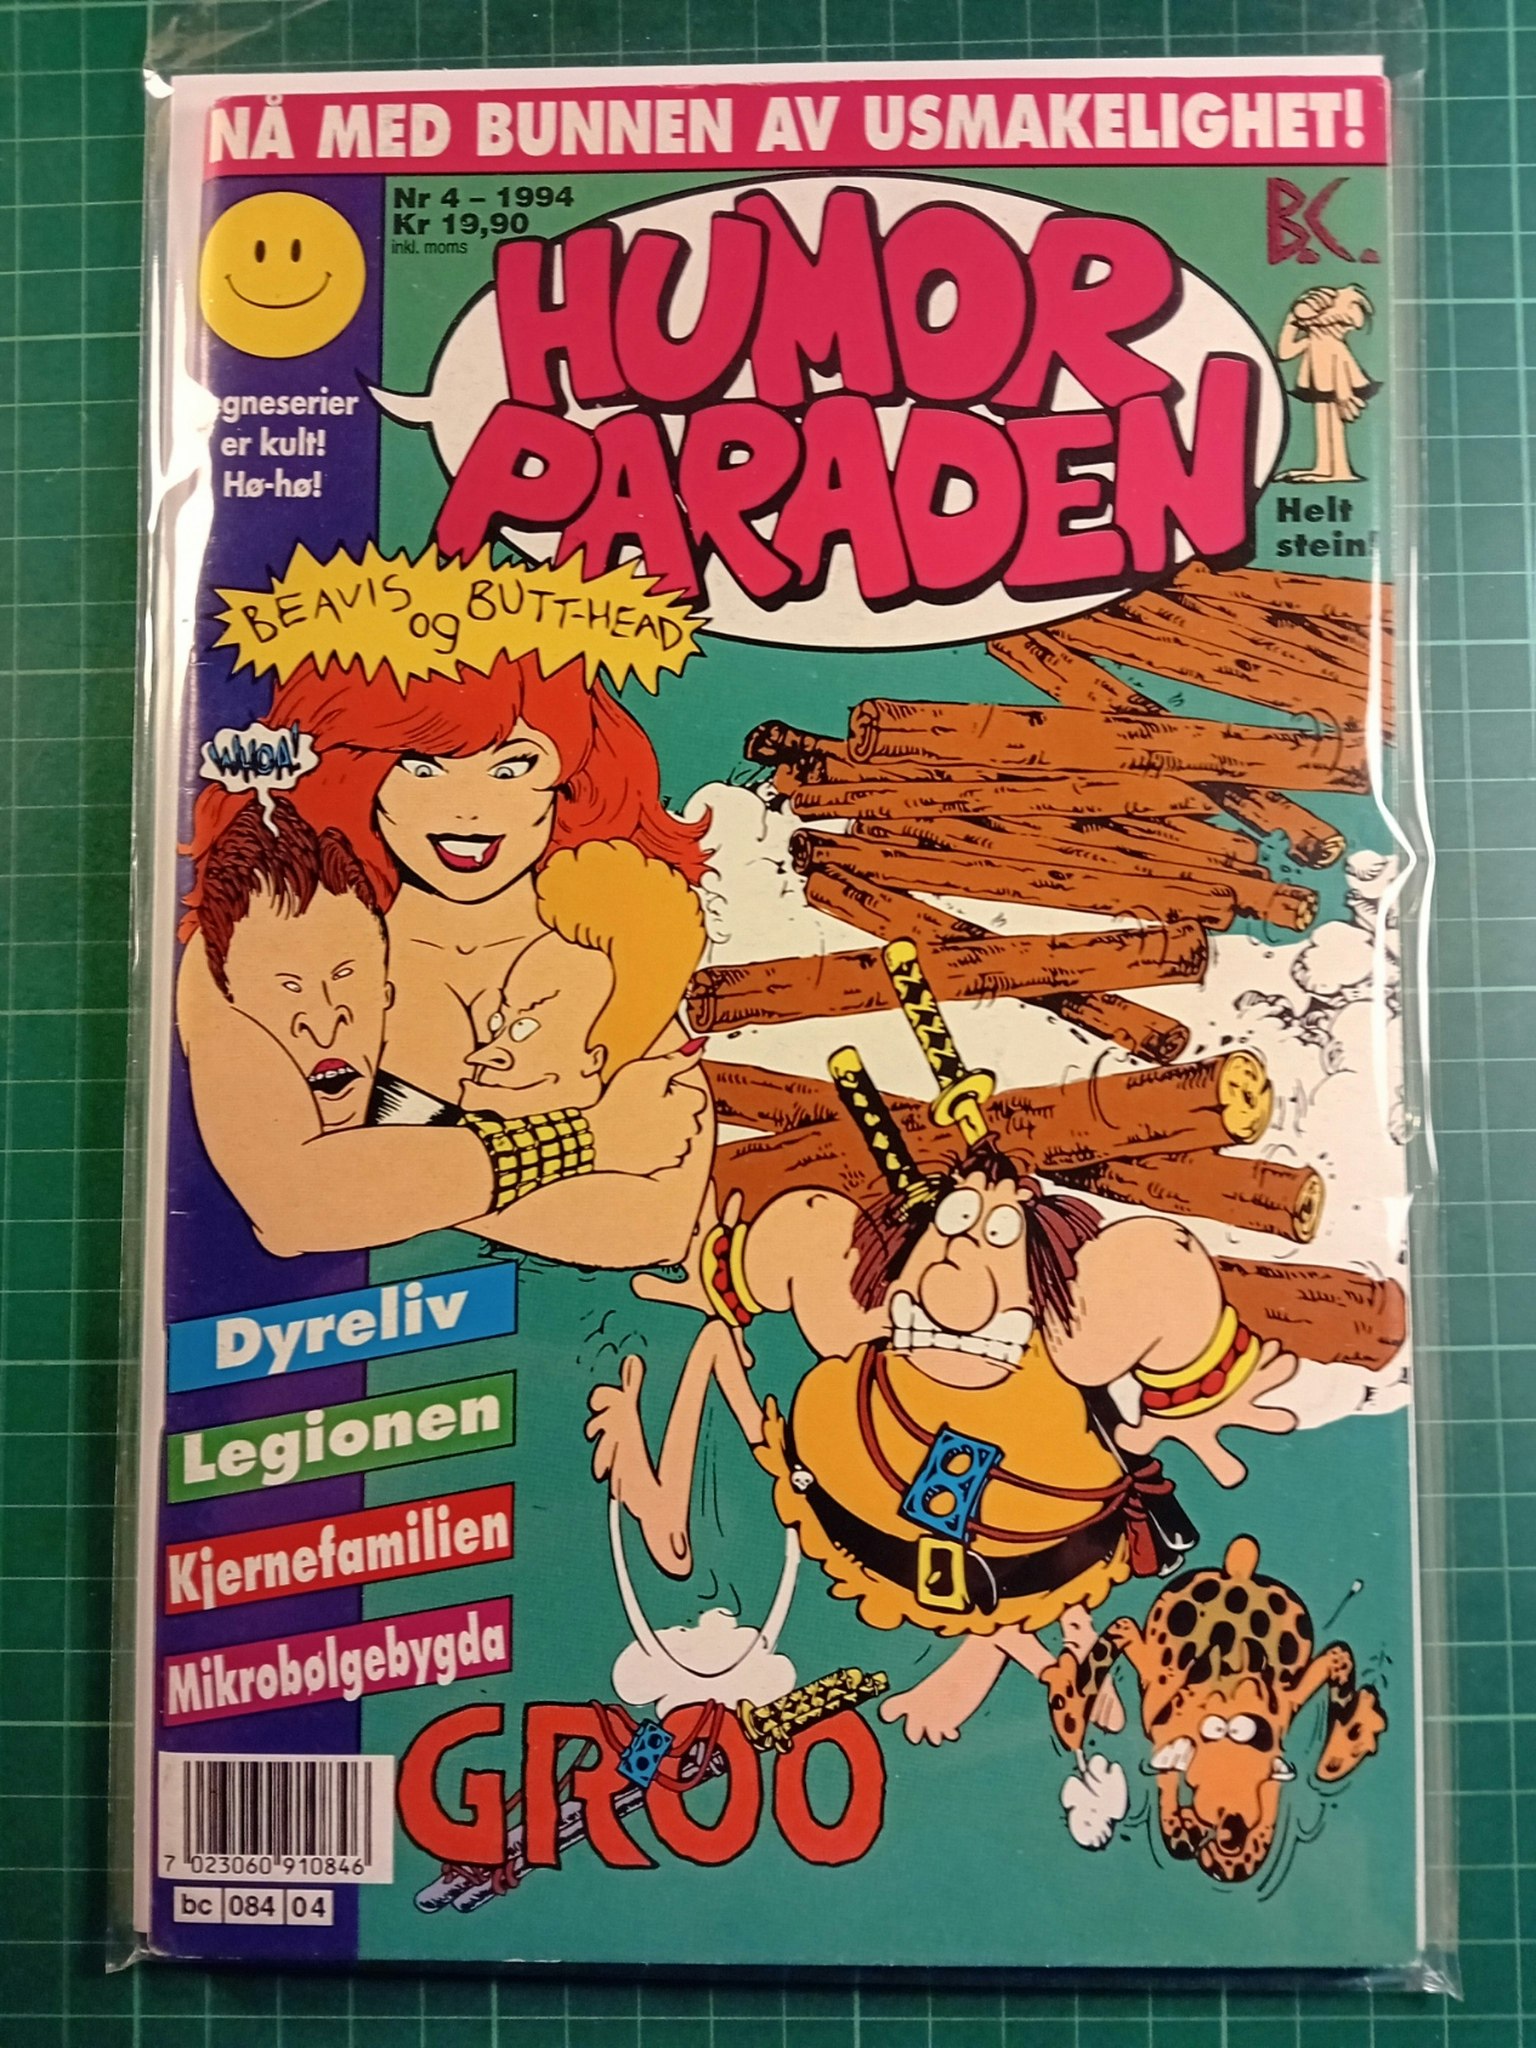 NÅ MED BUNNEN AV USMAKELIGHET!
Nr 4 – 1994
Kr 19,90
inkl. moms
HUMOR
PARADEN
B.C.
Helt
stein!
egneserier
er kult!
Hø-hø!
BEAVIS
og
BUTT-HEAD
WHOA!
Dyreliv
Legionen
Kjernefamilien
Mikrobølgebygda
GROO
7 023060 910846
bc 084 04